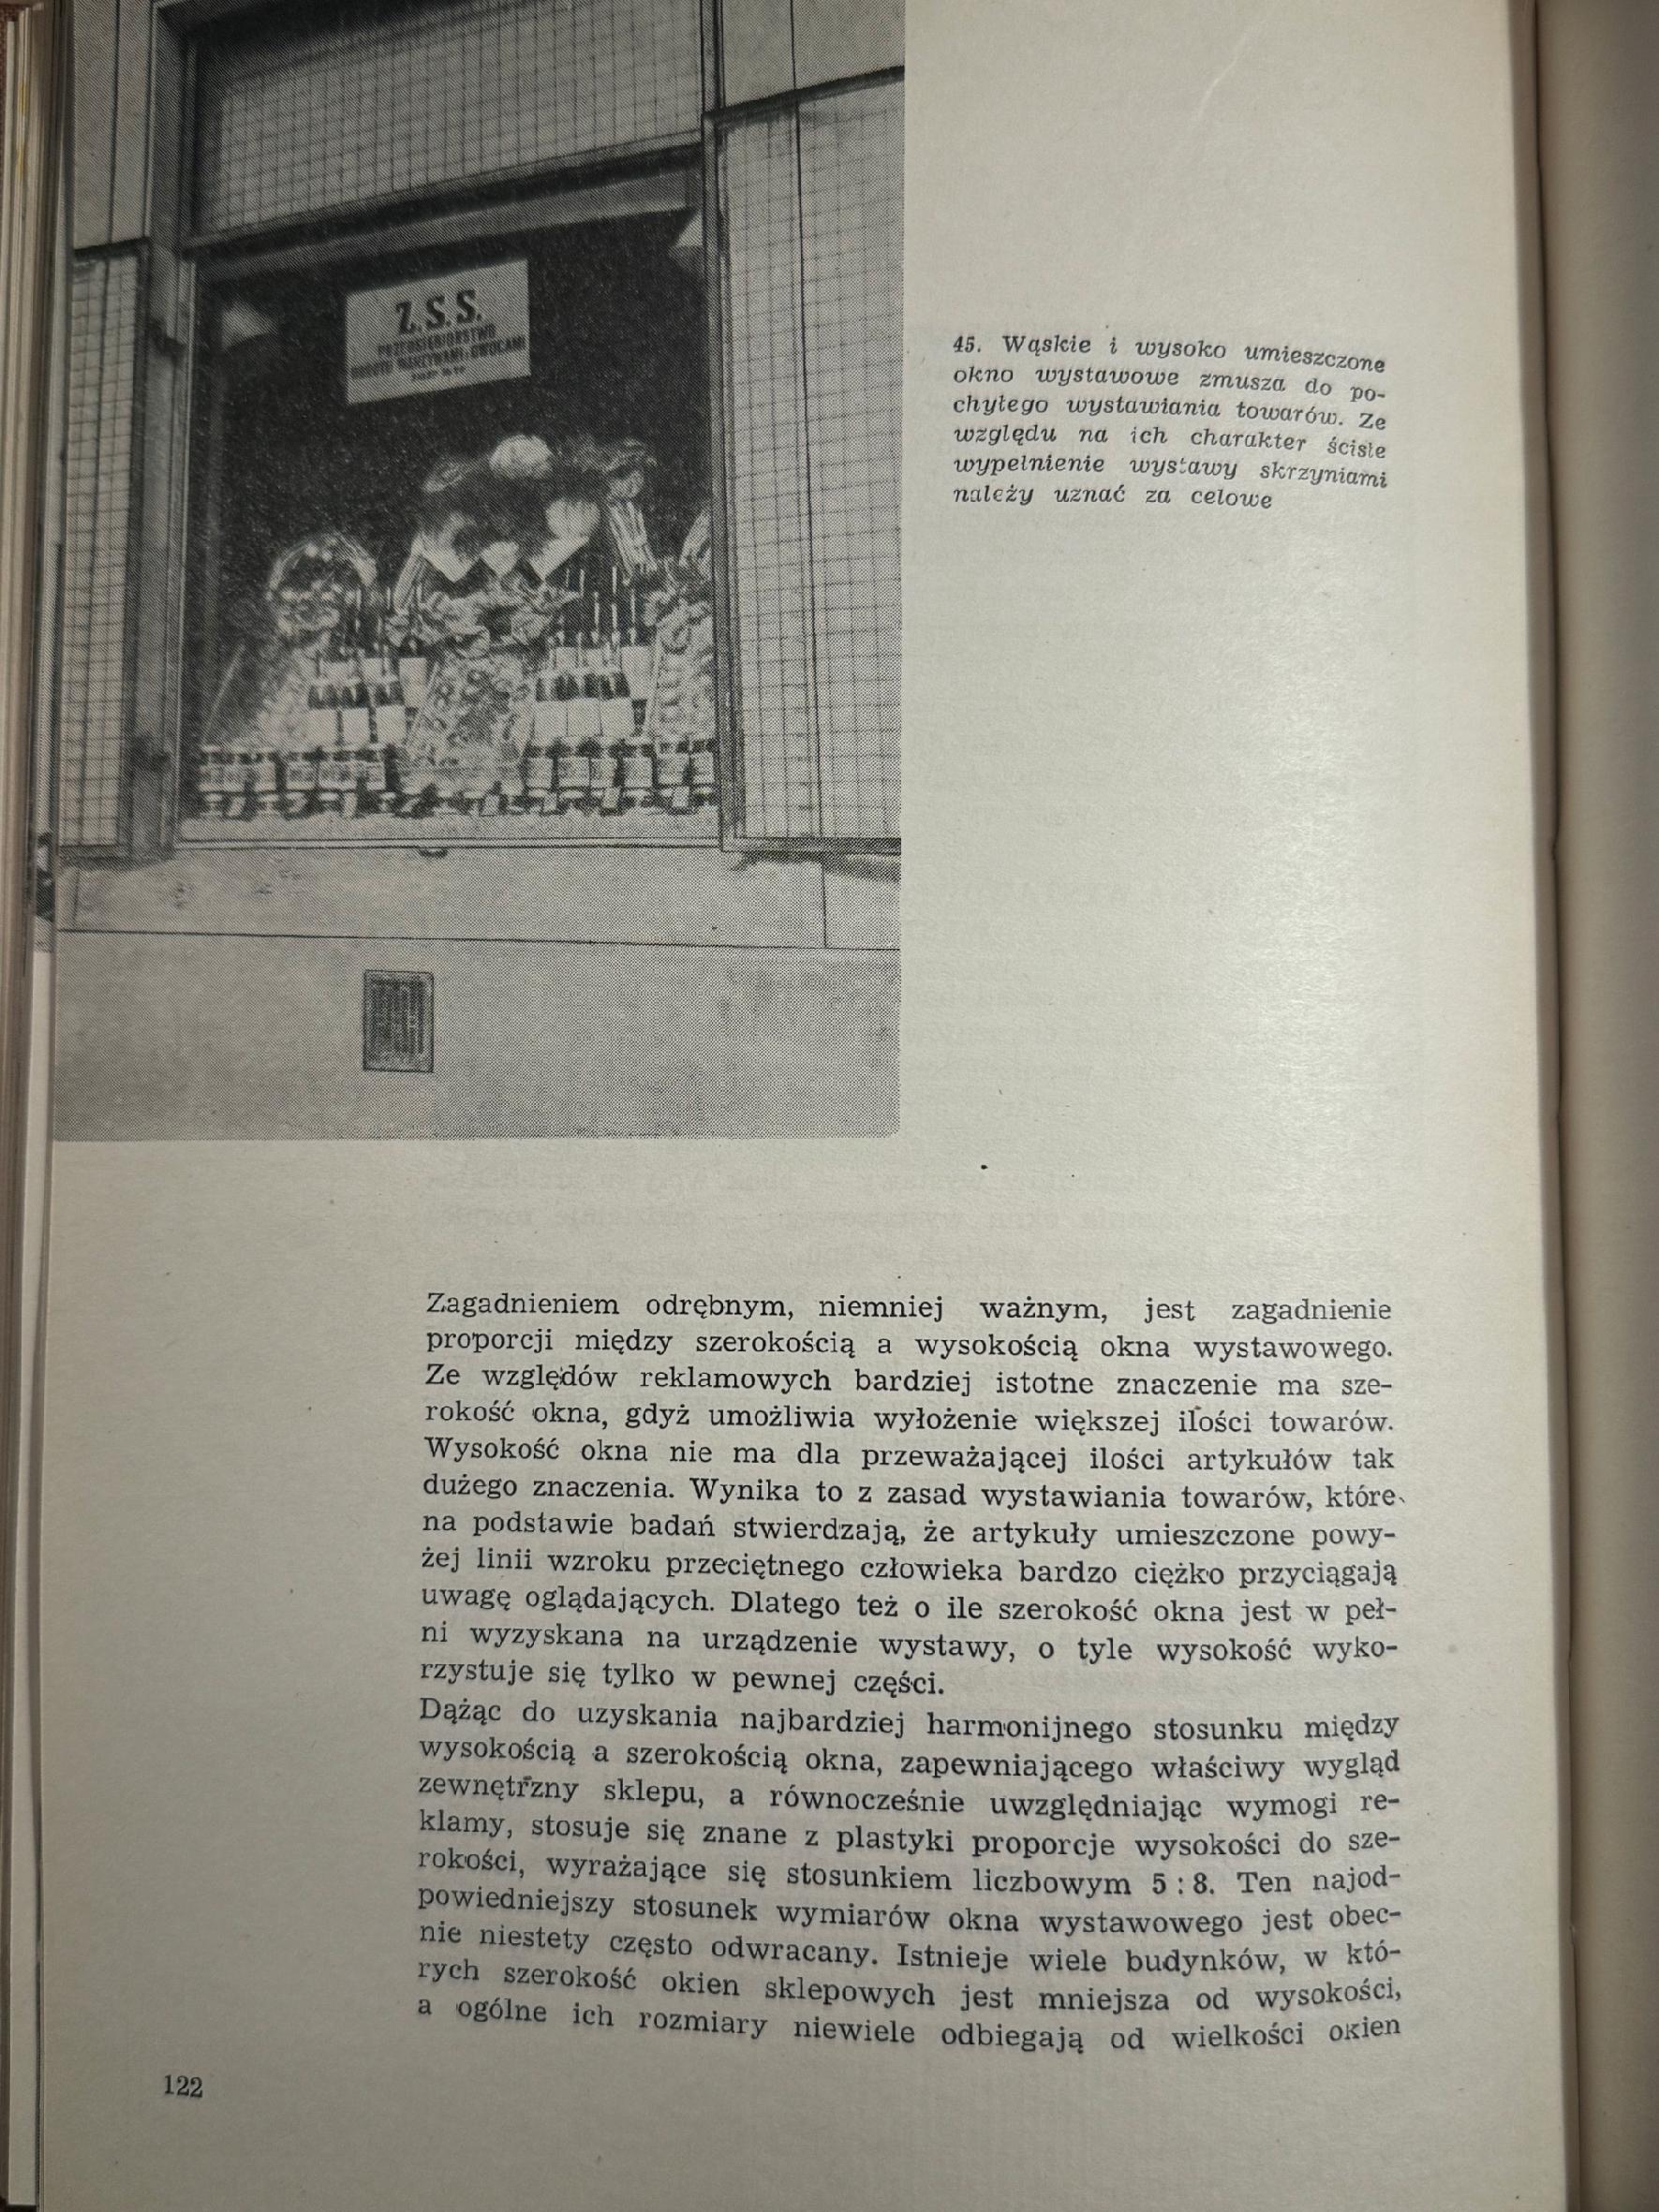 Z.S.S.
PRZEDSIĘBIORSTWO
OBROTU WARZYWAMI I OWOCAMI
45. Wąskie i wysoko umieszczone
okno wystawowe zmusza do po-
chyłego wystawiania towarów. Ze
względu na ich charakter ścisłe
wypełnienie wystawy skrzyniami
należy uznać za celowe
Zagadnieniem odrębnym, niemniej ważnym, jest zagadnienie
proporcji między szerokością a wysokością okna wystawowego.
Ze względów reklamowych bardziej istotne znaczenie ma sze-
rokość okna, gdyż umożliwia wyłożenie większej ilości towarów.
Wysokość okna nie ma dla przeważającej ilości artykułów tak
dużego znaczenia. Wynika to z zasad wystawiania towarów, które
na podstawie badań stwierdzają, że artykuły umieszczone powy-
żej linii wzroku przeciętnego człowieka bardzo ciężko przyciągają
uwagę oglądających. Dlatego też o ile szerokość okna jest w peł-
ni wyzyskana na urządzenie wystawy, o tyle wysokość wyko-
rzystuje się tylko w pewnej części.
Dążąc do uzyskania najbardziej harmonijnego stosunku między
wysokością a szerokością okna, zapewniającego właściwy wygląd
zewnętrzny sklepu, a równocześnie uwzględniając wymogi re-
klamy, stosuje się znane z plastyki proporcje wysokości do sze-
rokości, wyrażające się stosunkiem liczbowym 5 : 8. Ten najod-
powiedniejszy stosunek wymiarów okna wystawowego jest obec-
nie niestety często odwracany. Istnieje wiele budynków, w któ-
rych szerokość okien sklepowych jest mniejsza od wysokości,
a ogólne ich rozmiary niewiele odbiegają od wielkości okien
122